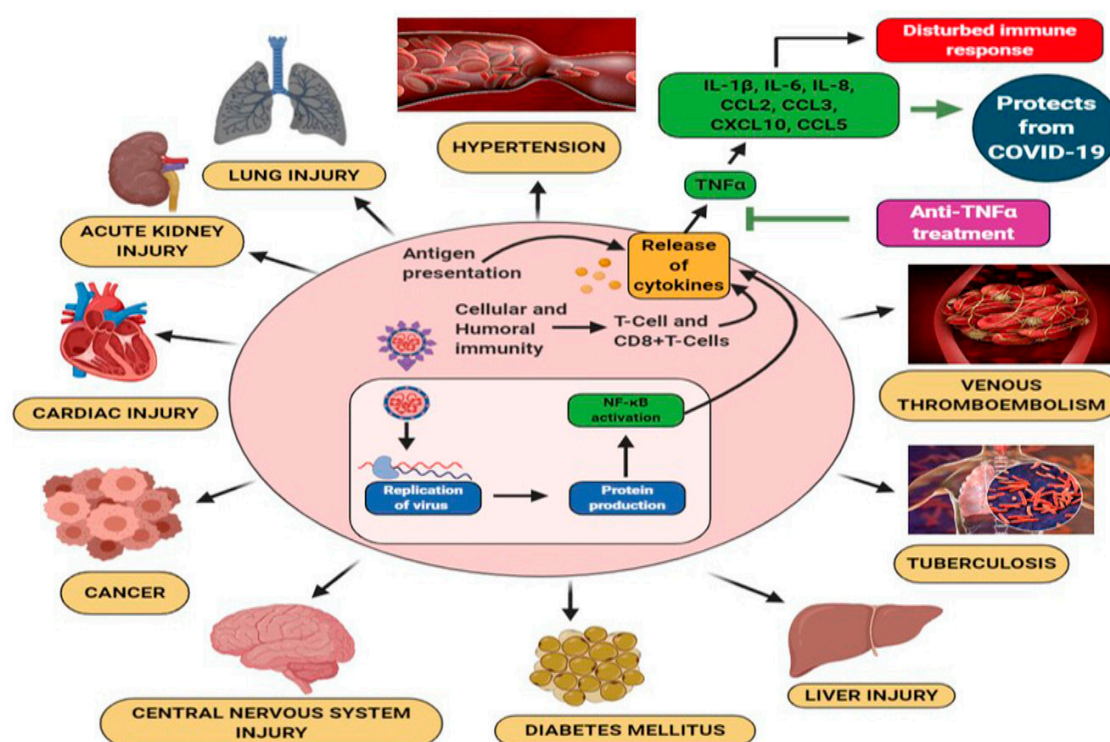 Disturbed immune
response
IL-1β, IL-6, IL-8,
CCL2, CCL3,
CXCL10, CCL5
Protects
from
COVID-19
HYPERTENSION
LUNG INJURY
TNFα
Anti-TNFα
treatment
ACUTE KIDNEY
INJURY
Antigen
presentation
Release
of
cytokines
Cellular and
Humoral
immunity
T-Cell and
CD8+T-Cells
CARDIAC INJURY
VENOUS
THROMBOEMBOLISM
NF-κB
activation
Replication
of virus
Protein
production
CANCER
TUBERCULOSIS
CENTRAL NERVOUS SYSTEM
INJURY
DIABETES MELLITUS
LIVER INJURY